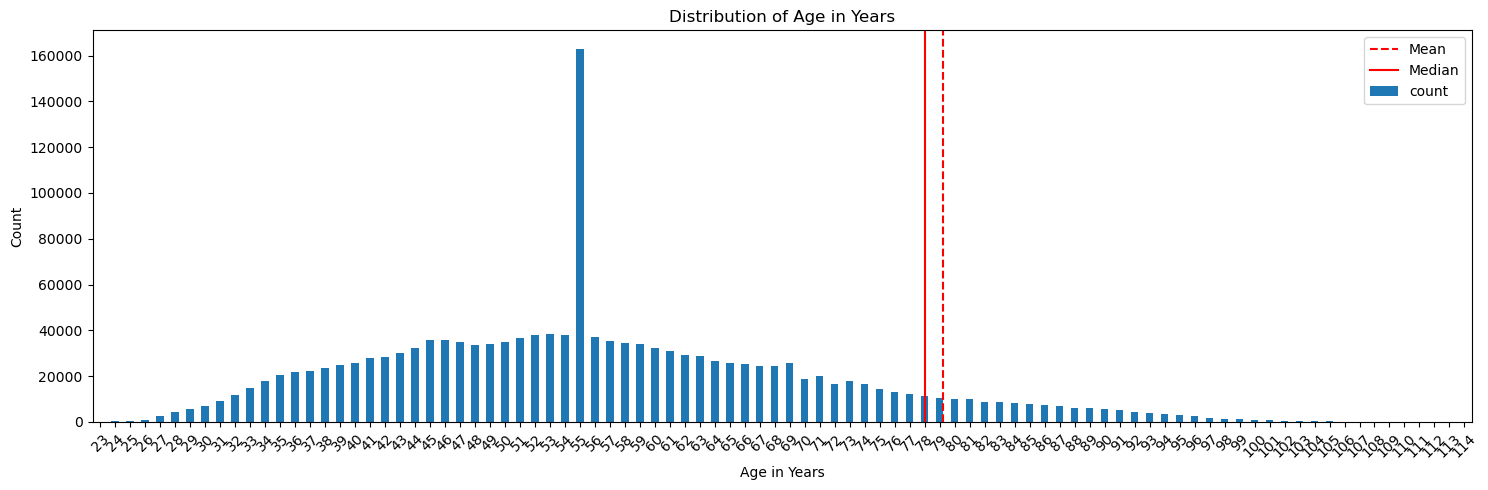 Distribution of Age in Years
Mean
Median
count
160000
140000
120000
100000
80000
60000
40000
20000
0
Count
23 24 25 26 27 28 29 30 31 32 33 34 35 36 37 38 39 40 41 42 43 44 45 46 47 48 49 50 51 52 53 54 55 56 57 58 59 60 61 62 63 64 65 66 67 68 69 70 71 72 73 74 75 76 77 78 79 80 81 82 83 84 85 86 87 88 89 90 91 92 93 94 95 96 97 98 99 100 101 102 103 104 105 106 107 108 109 110 111 112 113 114
Age in Years